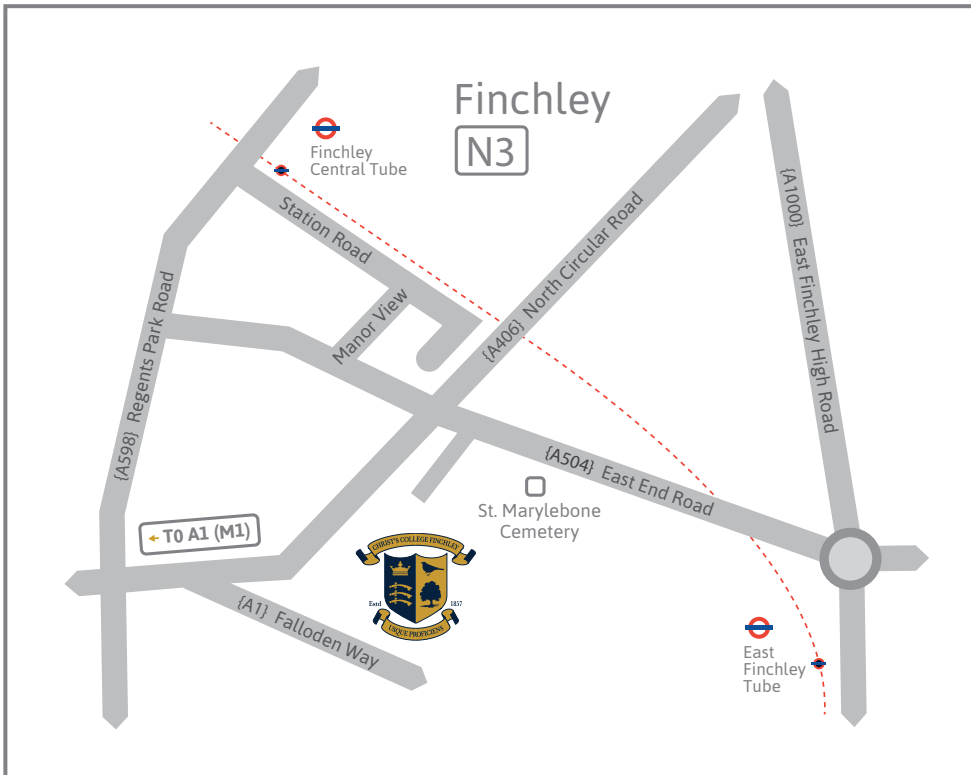 Finchley
N3
Finchley
Central Tube
Station Road
Manor View
{A598} Regents Park Road
{A406} North Circular Road
{A1000} East Finchley High Road
{A504} East End Road
St. Marylebone
Cemetery
← T0 A1 (M1)
CHRIST'S COLLEGE FINCHLEY
Estd 1857
USQUE PROFICIENS
{A1} Falloden Way
East
Finchley
Tube